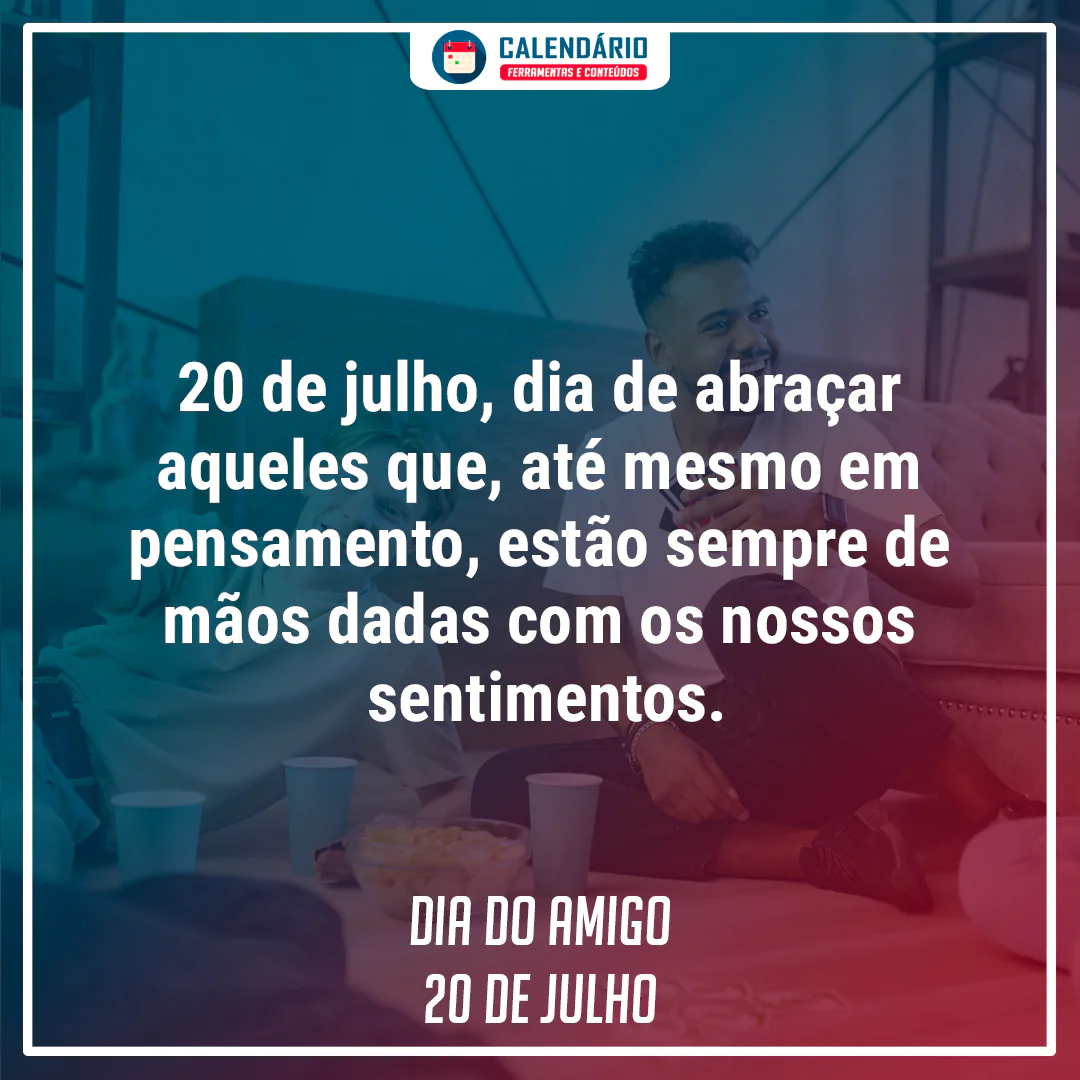 CALENDÁRIO
FERRAMENTAS E CONTEÚDOS
20 de julho, dia de abraçar
aqueles que, até mesmo em
pensamento, estão sempre de
mãos dadas com os nossos
sentimentos.
DIA DO AMIGO
20 DE JULHO